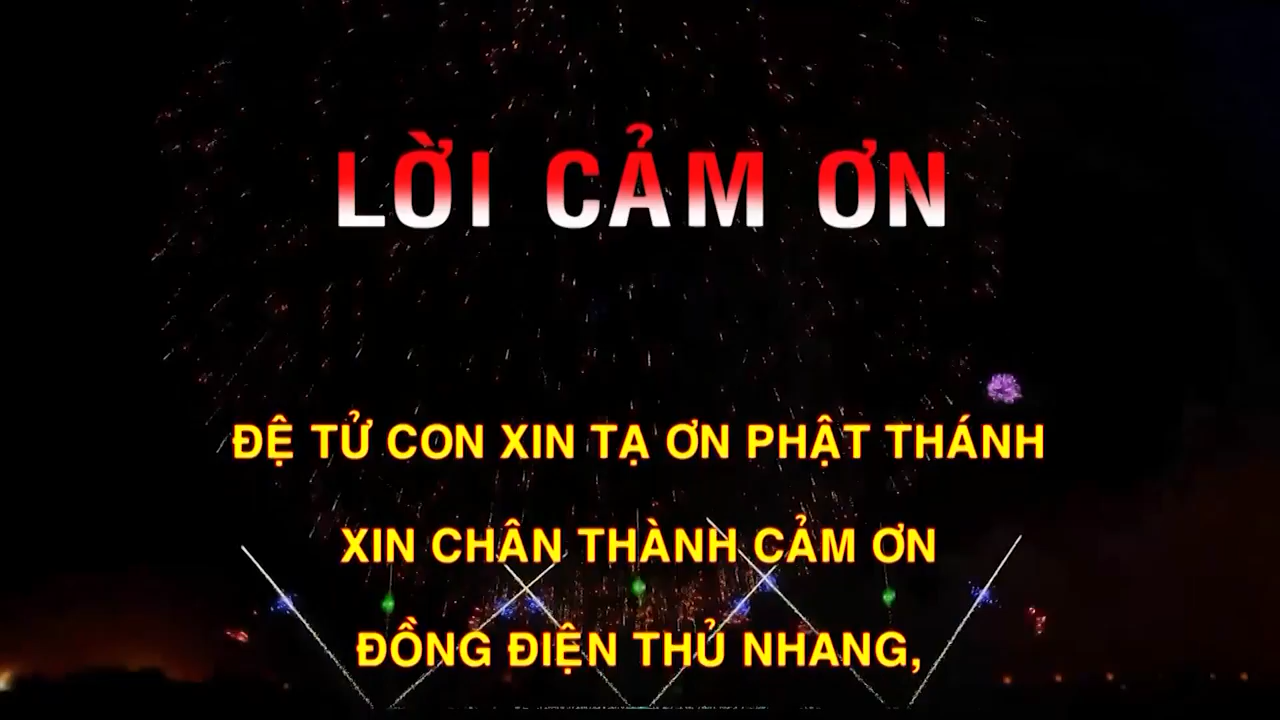 LỜI CẢM ƠN
ĐỆ TỬ CON XIN TẠ ƠN PHẬT THÁNH
XIN CHÂN THÀNH CẢM ƠN
ĐỒNG ĐIỆN THỦ NHANG,